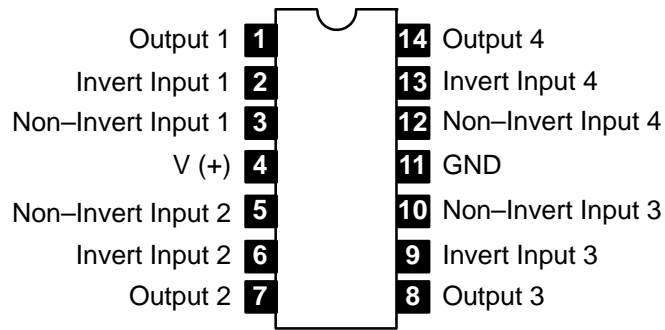 Output 1 1 14 Output 4
Invert Input 1 2 13 Invert Input 4
Non–Invert Input 1 3 12 Non–Invert Input 4
V (+) 4 11 GND
Non–Invert Input 2 5 10 Non–Invert Input 3
Invert Input 2 6 9 Invert Input 3
Output 2 7 8 Output 3